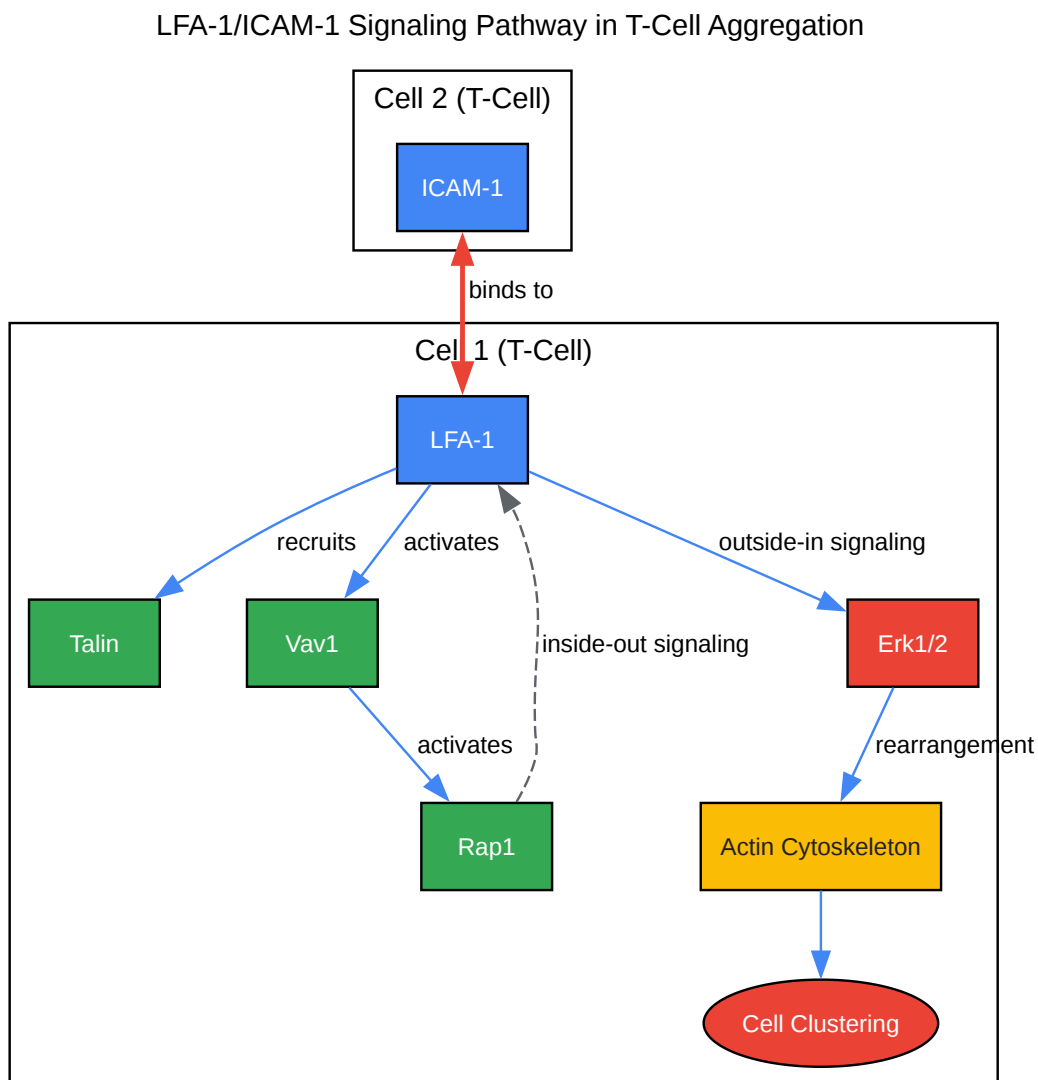 LFA-1/ICAM-1 Signaling Pathway in T-Cell Aggregation
Cell 2 (T-Cell)
ICAM-1
binds to
Cell 1 (T-Cell)
LFA-1
recruits
activates
outside-in signaling
Talin
Vav1
inside-out signaling
Erk1/2
activates
rearrangement
Rap1
Actin Cytoskeleton
Cell Clustering